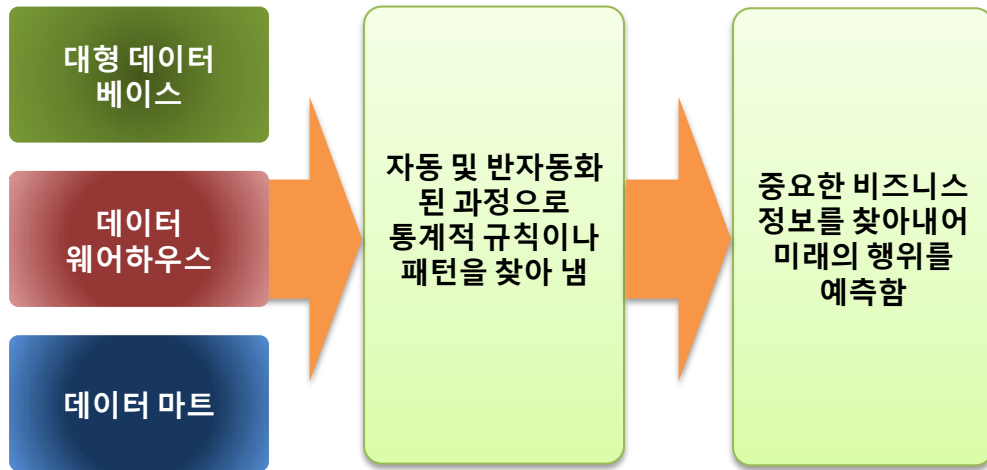 대형 데이터
베이스
데이터
웨어하우스
데이터 마트
자동 및 반자동화
된 과정으로
통계적 규칙이나
패턴을 찾아 냄
중요한 비즈니스
정보를 찾아내어
미래의 행위를
예측함